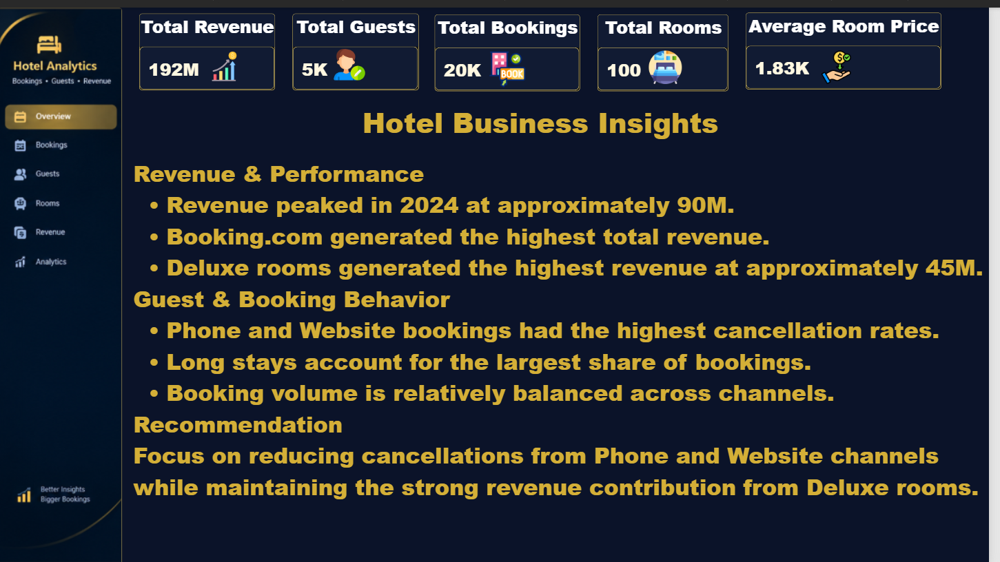 Hotel Analytics
Bookings • Guests • Revenue
Overview
Bookings
Guests
Rooms
Revenue
Analytics
Better Insights
Bigger Bookings
Total Revenue
192M
Total Guests
5K
Total Bookings
20K
BOOK
Total Rooms
100
Average Room Price
1.83K
Hotel Business Insights
Revenue & Performance
• Revenue peaked in 2024 at approximately 90M.
• Booking.com generated the highest total revenue.
• Deluxe rooms generated the highest revenue at approximately 45M.
Guest & Booking Behavior
• Phone and Website bookings had the highest cancellation rates.
• Long stays account for the largest share of bookings.
• Booking volume is relatively balanced across channels.
Recommendation
Focus on reducing cancellations from Phone and Website channels
while maintaining the strong revenue contribution from Deluxe rooms.